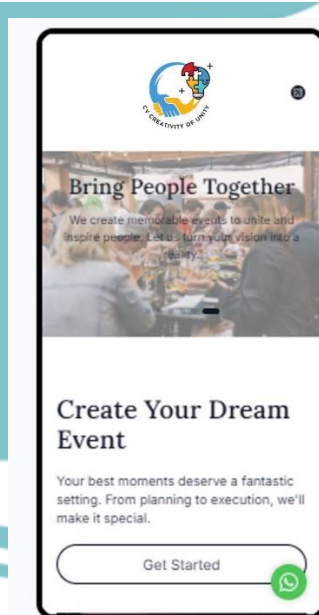 CV CREATIVITY OF UNITY
Bring People Together
We create memorable events to unite and
inspire people. Let us turn your vision into a
reality.
Create Your Dream
Event
Your best moments deserve a fantastic
setting. From planning to execution, we'll
make it special.
Get Started